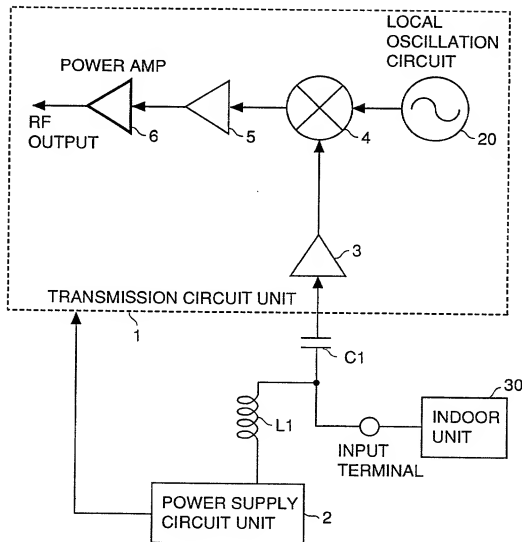 LOCAL
OSCILLATION
CIRCUIT
POWER AMP
RF
OUTPUT
6
5
4
20
3
TRANSMISSION CIRCUIT UNIT
1
C1
30
L1
INDOOR
UNIT
INPUT
TERMINAL
POWER SUPPLY
CIRCUIT UNIT
2